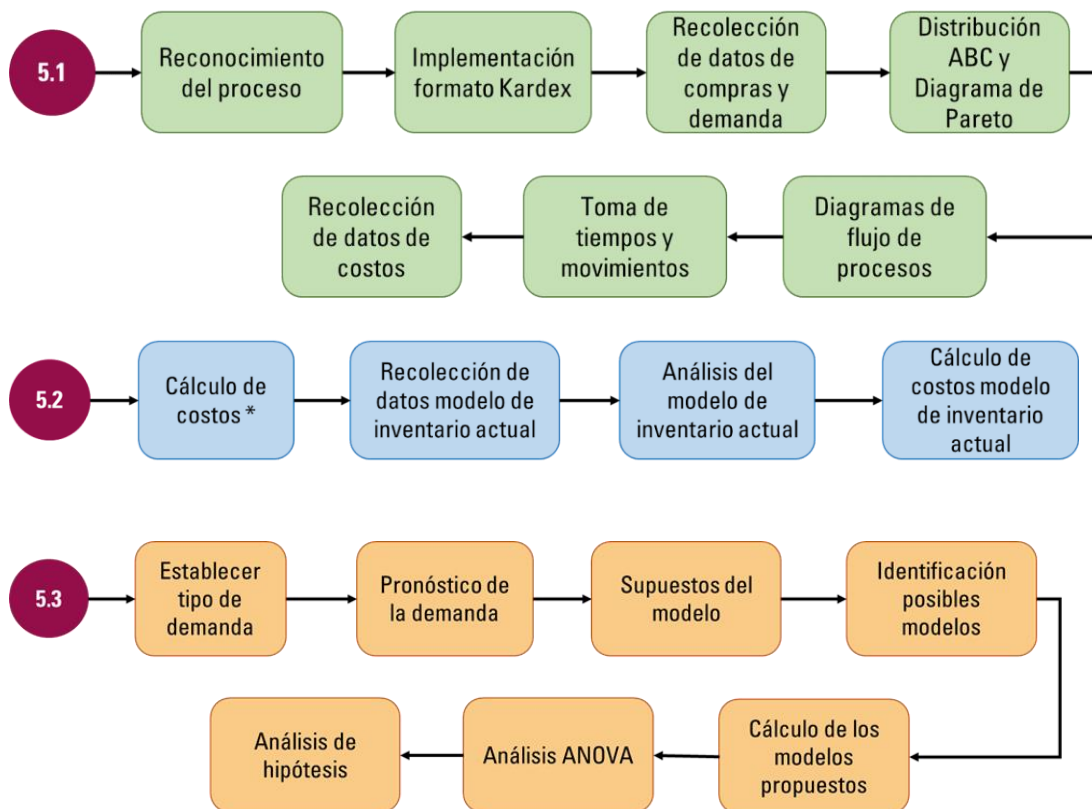 5.1
Reconocimiento
del proceso
Implementación
formato Kardex
Recolección
de datos de
compras y
demanda
Distribución
ABC y
Diagrama de
Pareto
Diagramas de
flujo de
procesos
Toma de
tiempos y
movimientos
Recolección
de datos de
costos
5.2
Cálculo de
costos *
Recolección de
datos modelo de
inventario actual
Análisis del
modelo de
inventario actual
Cálculo de
costos modelo
de inventario
actual
5.3
Establecer
tipo de
demanda
Pronóstico de
la demanda
Supuestos del
modelo
Identificación
posibles
modelos
Cálculo de los
modelos
propuestos
Análisis ANOVA
Análisis de
hipótesis